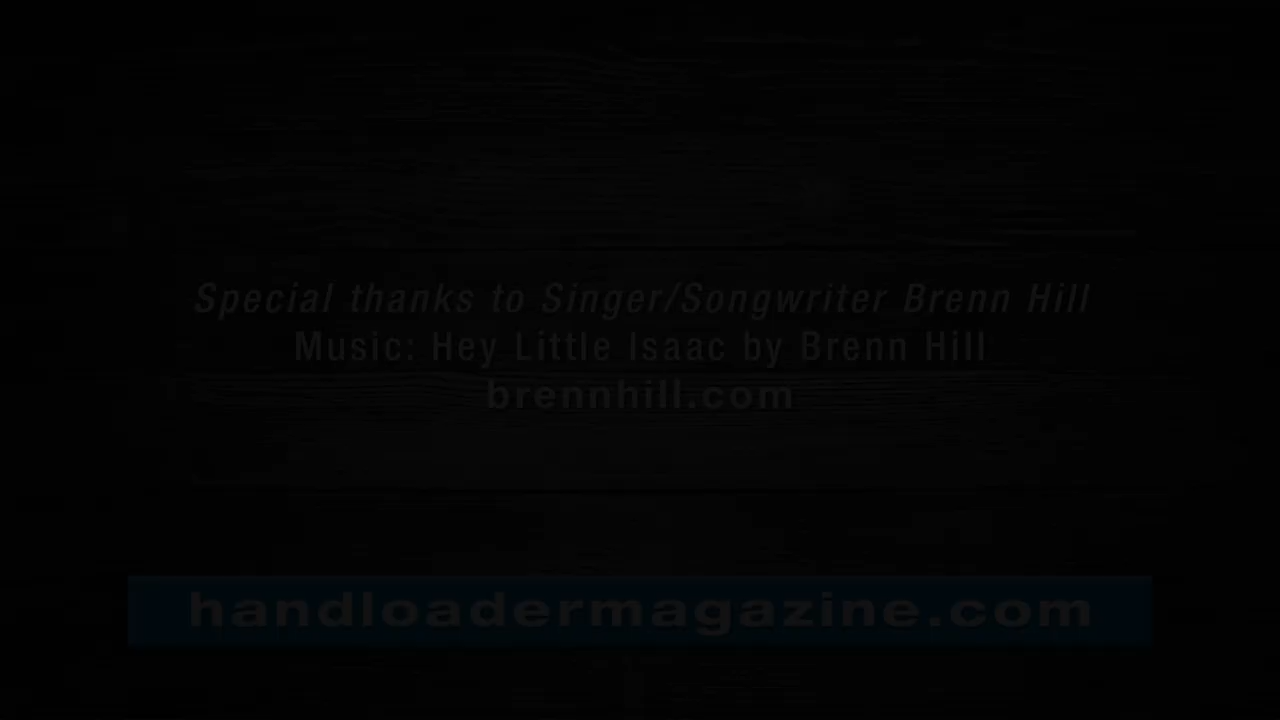 Special thanks to Singer/Songwriter Brenn Hill
Music: Hey Little Isaac by Brenn Hill
brennhill.com
handloadermagazine.com